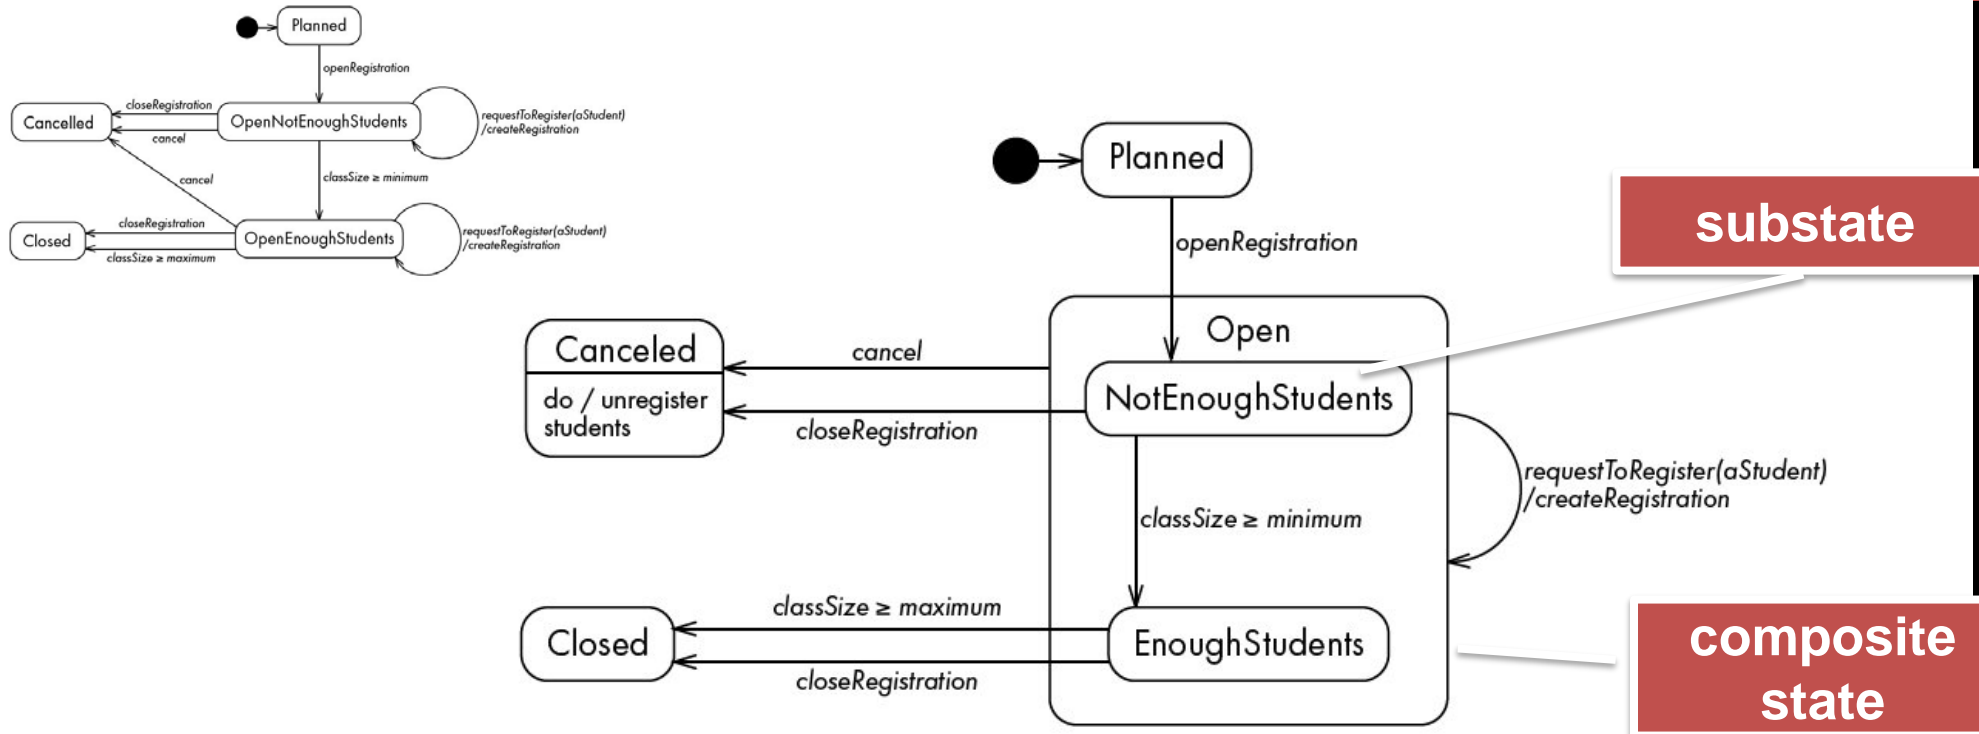 Planned
openRegistration
closeRegistration
Cancelled
OpenNotEnoughStudents
requestToRegister(aStudent)
/createRegistration
cancel
cancel
classSize ≥ minimum
closeRegistration
Closed
OpenEnoughStudents
requestToRegister(aStudent)
/createRegistration
classSize ≥ maximum
Planned
substate
openRegistration
Open
Canceled
cancel
do / unregister
students
NotEnoughStudents
closeRegistration
requestToRegister(aStudent)
/createRegistration
classSize ≥ minimum
classSize ≥ maximum
Closed
EnoughStudents
closeRegistration
composite
state